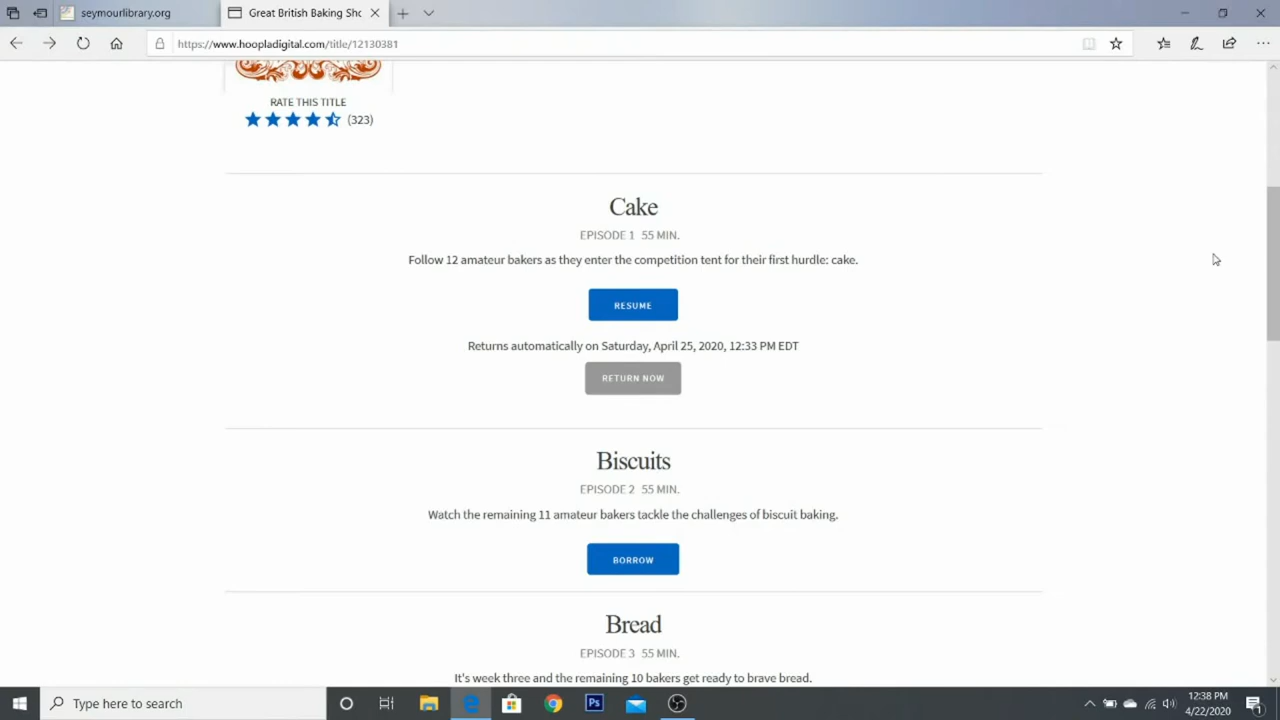 seymourlibrary.org
Great British Baking Sho
https://www.hoopladigital.com/title/12130381
RATE THIS TITLE
(323)
Cake
EPISODE 1 55 MIN.
Follow 12 amateur bakers as they enter the competition tent for their first hurdle: cake.
RESUME
Returns automatically on Saturday, April 25, 2020, 12:33 PM EDT
RETURN NOW
Biscuits
EPISODE 2 55 MIN.
Watch the remaining 11 amateur bakers tackle the challenges of biscuit baking.
BORROW
Bread
EPISODE 3 55 MIN.
It's week three and the remaining 10 bakers get ready to brave bread.
Type here to search
Ps
12:38 PM
4/22/2020
1